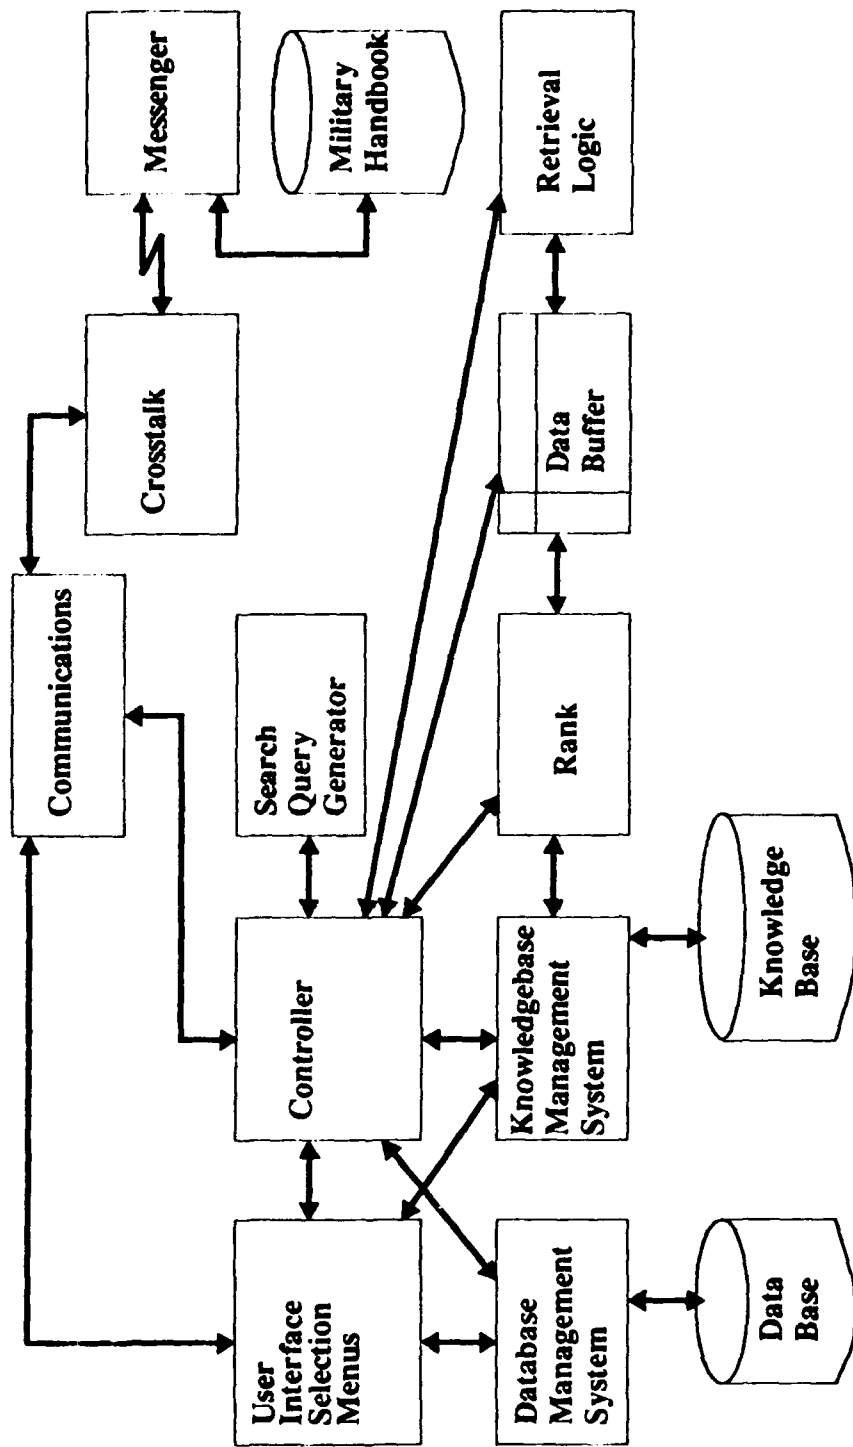 Communications
Crosstalk
Messenger
User
Interface
Selection
Menus
Controller
Search
Query
Generator
Military
Handbook
Database
Management
System
Knowledgebase
Management
System
Rank
Data
Buffer
Retrieval
Logic
Data
Base
Knowledge
Base